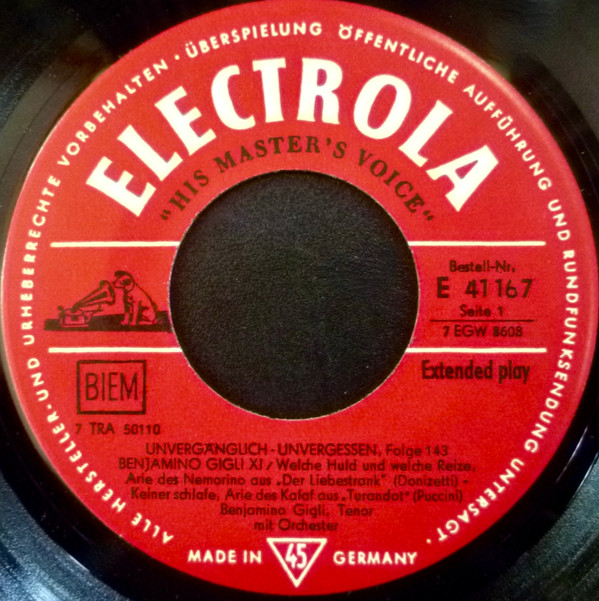 ALLE HERSTELLER- UND URHEBERRECHTE VORBEHALTEN · ÜBERSPIELUNG ÖFFENTLICHE AUFFÜHRUNG UND RUNDFUNKSENDUNG UNTERSAGT ·
ELECTROLA
"HIS MASTER'S VOICE"
Bestell-Nr.
E 41167
Seite 1
7 EGW 8608
BIEM
Extended play
7 TRA 50110
UNVERGÄNGLICH - UNVERGESSEN, Folge 143
BENJAMINO GIGLI XI / Welche Huld und welche Reize,
Arie des Nemorino aus „Der Liebestrank" (Donizetti) -
Keiner schlafe, Arie des Kalaf aus „Turandot" (Puccini)
Benjamino Gigli, Tenor
mit Orchester
MADE IN 45 GERMANY